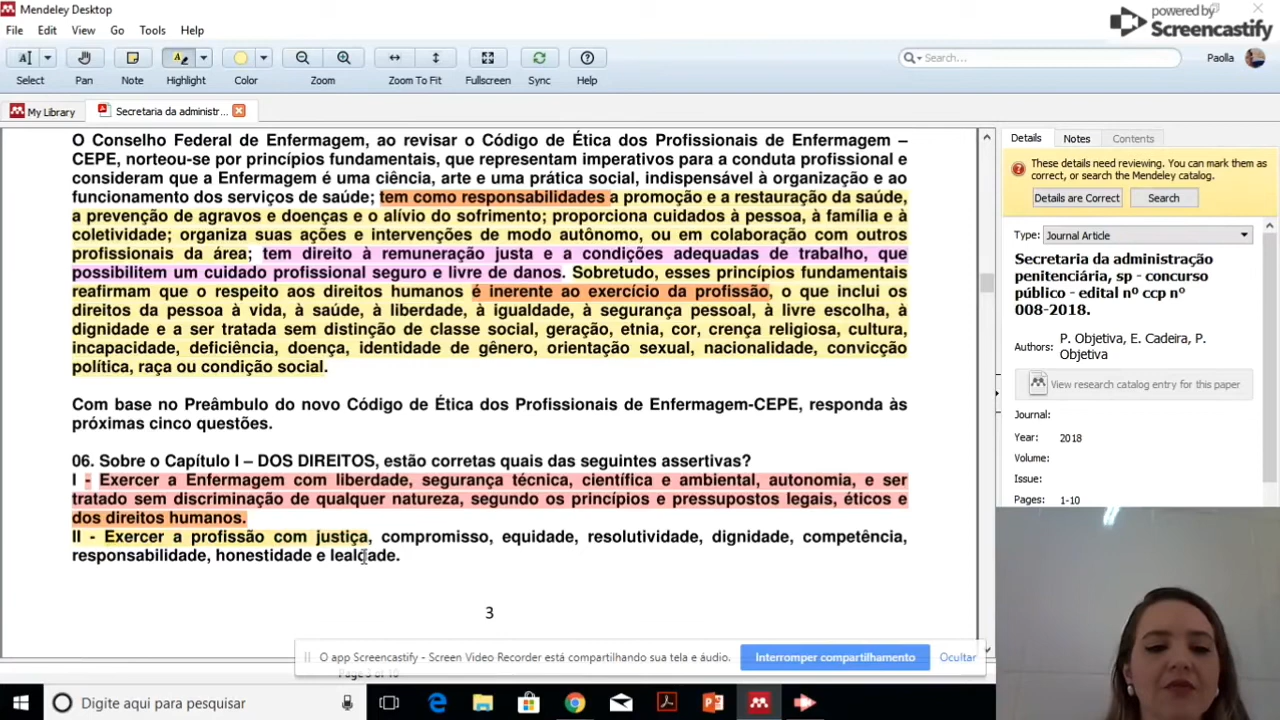 Mendeley Desktop
powered by
Screencastify
File Edit View Go Tools Help
Search...
Paolla
Select Pan Note Highlight Color Zoom Zoom To Fit Fullscreen Sync Help
My Library
Secretaria da administr...
Details Notes Contents
O Conselho Federal de Enfermagem, ao revisar o Código de Ética dos Profissionais de Enfermagem –
CEPE, norteou-se por princípios fundamentais, que representam imperativos para a conduta profissional e
consideram que a Enfermagem é uma ciência, arte e uma prática social, indispensável à organização e ao
funcionamento dos serviços de saúde; tem como responsabilidades a promoção e a restauração da saúde,
a prevenção de agravos e doenças e o alívio do sofrimento; proporciona cuidados à pessoa, à família e à
coletividade; organiza suas ações e intervenções de modo autônomo, ou em colaboração com outros
profissionais da área; tem direito à remuneração justa e a condições adequadas de trabalho, que
possibilitem um cuidado profissional seguro e livre de danos. Sobretudo, esses princípios fundamentais
reafirmam que o respeito aos direitos humanos é inerente ao exercício da profissão, o que inclui os
direitos da pessoa à vida, à saúde, à liberdade, à igualdade, à segurança pessoal, à livre escolha, à
dignidade e a ser tratada sem distinção de classe social, geração, etnia, cor, crença religiosa, cultura,
incapacidade, deficiência, doença, identidade de gênero, orientação sexual, nacionalidade, convicção
política, raça ou condição social.
Com base no Preâmbulo do novo Código de Ética dos Profissionais de Enfermagem-CEPE, responda às
próximas cinco questões.
06. Sobre o Capítulo I – DOS DIREITOS, estão corretas quais das seguintes assertivas?
I - Exercer a Enfermagem com liberdade, segurança técnica, científica e ambiental, autonomia, e ser
tratado sem discriminação de qualquer natureza, segundo os princípios e pressupostos legais, éticos e
dos direitos humanos.
II - Exercer a profissão com justiça, compromisso, equidade, resolutividade, dignidade, competência,
responsabilidade, honestidade e lealdade.
3
These details need reviewing. You can mark them as
correct, or search the Mendeley catalog.
Details are Correct
Search
Type: Journal Article
Secretaria da administração
penitenciária, sp - concurso
público - edital nº ccp nº
008-2018.
Authors: P. Objetiva, E. Cadeira, P.
Objetiva
View research catalog entry for this paper
Journal:
Year: 2018
Volume:
Issue:
Pages: 1-10
O app Screencastify - Screen Video Recorder está compartilhando sua tela e áudio.
Interromper compartilhamento
Ocultar
Digite aqui para pesquisar